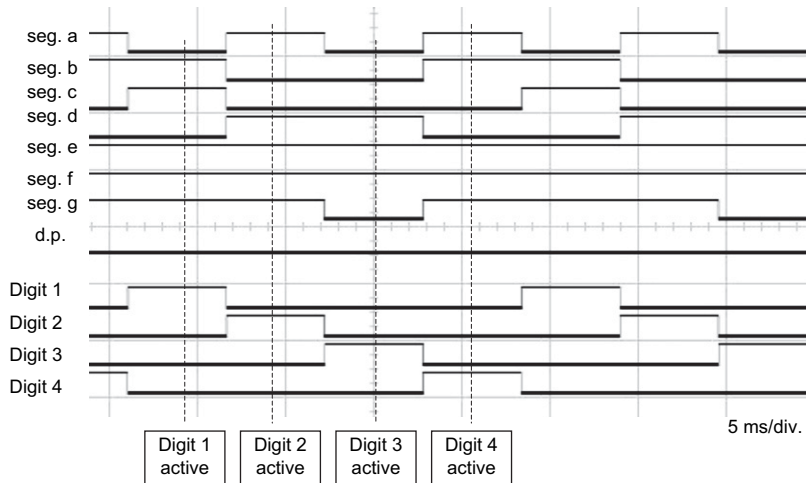 seg. a
seg. b
seg. c
seg. d
seg. e
seg. f
seg. g
d.p.
Digit 1
Digit 2
Digit 3
Digit 4
5 ms/div.
Digit 1
active
Digit 2
active
Digit 3
active
Digit 4
active